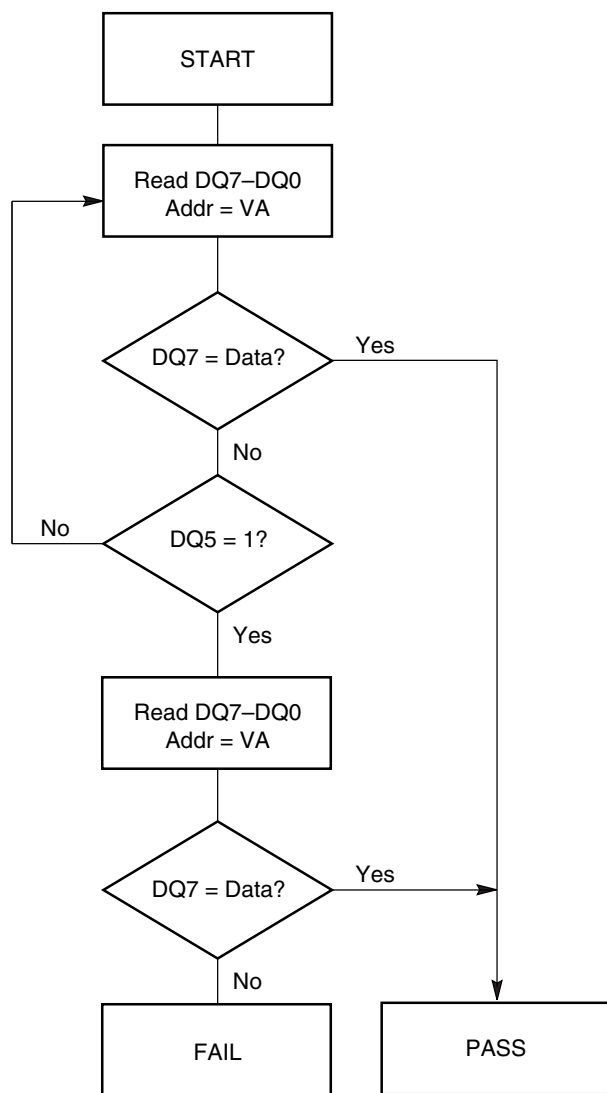 START
Read DQ7–DQ0
Addr = VA
DQ7 = Data?
Yes
No
DQ5 = 1?
No
Yes
Read DQ7–DQ0
Addr = VA
DQ7 = Data?
Yes
No
FAIL
PASS